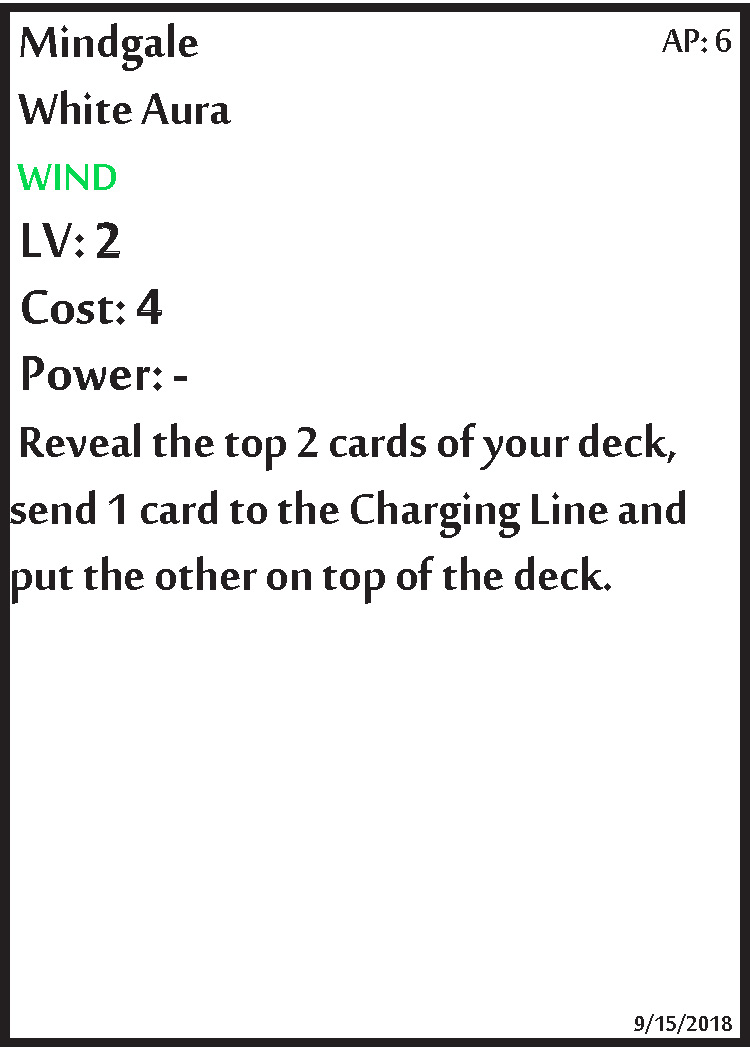 Mindgale
AP: 6
White Aura
WIND
LV: 2
Cost: 4
Power: -
Reveal the top 2 cards of your deck,
send 1 card to the Charging Line and
put the other on top of the deck.
9/15/2018